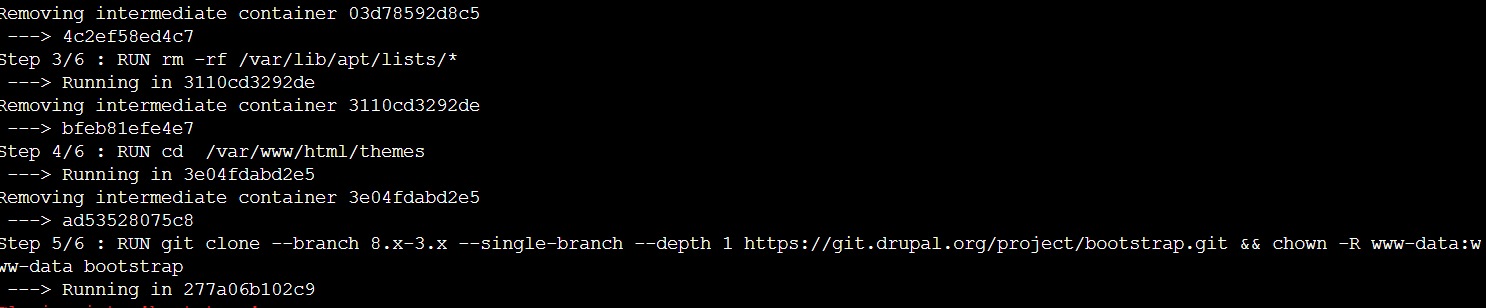 Removing intermediate container 03d78592d8c5
 ---> 4c2ef58ed4c7
Step 3/6 : RUN rm -rf /var/lib/apt/lists/*
 ---> Running in 3110cd3292de
Removing intermediate container 3110cd3292de
 ---> bfeb81efe4e7
Step 4/6 : RUN cd  /var/www/html/themes
 ---> Running in 3e04fdabd2e5
Removing intermediate container 3e04fdabd2e5
 ---> ad53528075c8
Step 5/6 : RUN git clone --branch 8.x-3.x --single-branch --depth 1 https://git.drupal.org/project/bootstrap.git && chown -R www-data:w
ww-data bootstrap
 ---> Running in 277a06b102c9